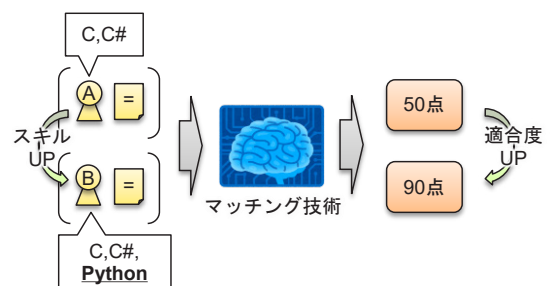 C,C#
A
=
スキル
UP
B
=
C,C#,
Python
マッチング技術
50点
90点
適合度
UP